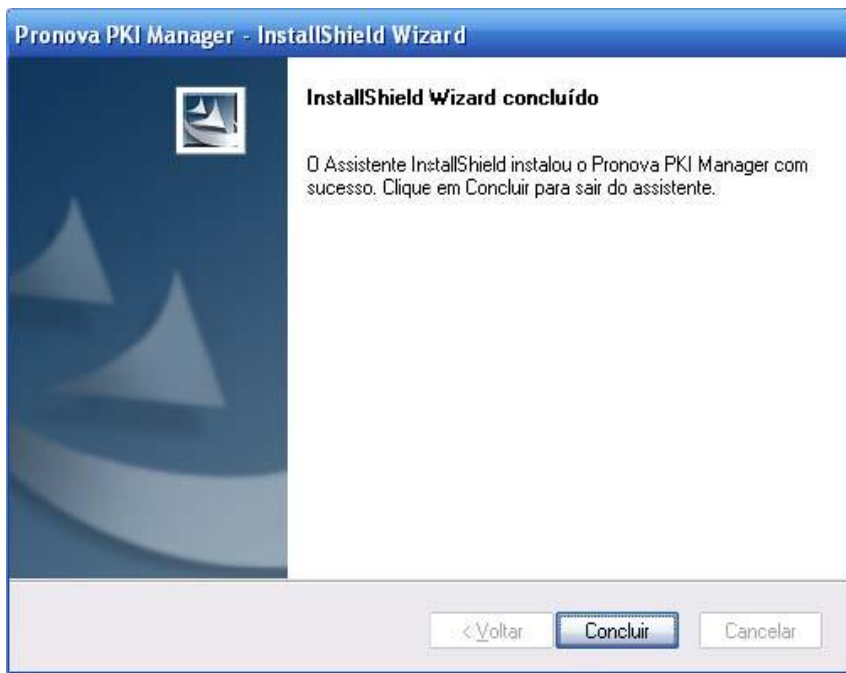 Pronova PKI Manager - InstallShield Wizard
InstallShield Wizard concluído
O Assistente InstallShield instalou o Pronova PKI Manager com
sucesso. Clique em Concluir para sair do assistente.
< Voltar
Concluir
Cancelar